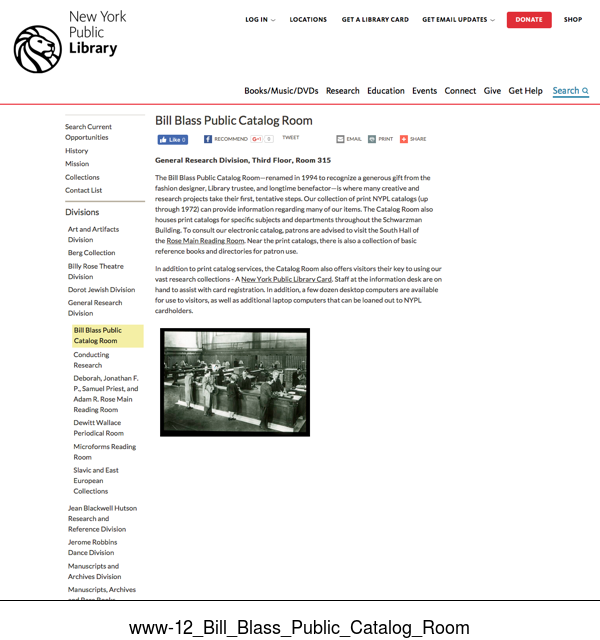 New York
Public
Library
LOG IN
LOCATIONS
GET A LIBRARY CARD
GET EMAIL UPDATES
DONATE
SHOP
Books/Music/DVDs Research Education Events Connect Give Get Help Search
Search Current
Opportunities
History
Mission
Collections
Contact List
Divisions
Art and Artifacts
Division
Berg Collection
Billy Rose Theatre
Division
Dorot Jewish Division
General Research
Division
Bill Blass Public
Catalog Room
Conducting
Research
Deborah, Jonathan F.
P., Samuel Priest, and
Adam R. Rose Main
Reading Room
Dewitt Wallace
Periodical Room
Microforms Reading
Room
Slavic and East
European
Collections
Jean Blackwell Hutson
Research and
Reference Division
Jerome Robbins
Dance Division
Manuscripts and
Archives Division
Manuscripts, Archives
and Rare Books
Bill Blass Public Catalog Room
Like 0
RECOMMEND
G+1 0
TWEET
EMAIL
PRINT
SHARE
General Research Division, Third Floor, Room 315
The Bill Blass Public Catalog Room—renamed in 1994 to recognize a generous gift from the
fashion designer, Library trustee, and longtime benefactor—is where many creative and
research projects take their first, tentative steps. Our collection of print NYPL catalogs (up
through 1972) can provide information regarding many of our items. The Catalog Room also
houses print catalogs for specific subjects and departments throughout the Schwarzman
Building. To consult our electronic catalog, patrons are advised to visit the South Hall of
the Rose Main Reading Room. Near the print catalogs, there is also a collection of basic
reference books and directories for patron use.
In addition to print catalog services, the Catalog Room also offers visitors their key to using our
vast research collections - A New York Public Library Card. Staff at the information desk are on
hand to assist with card registration. In addition, a few dozen desktop computers are available
for use to visitors, as well as additional laptop computers that can be loaned out to NYPL
cardholders.
www-12_Bill_Blass_Public_Catalog_Room